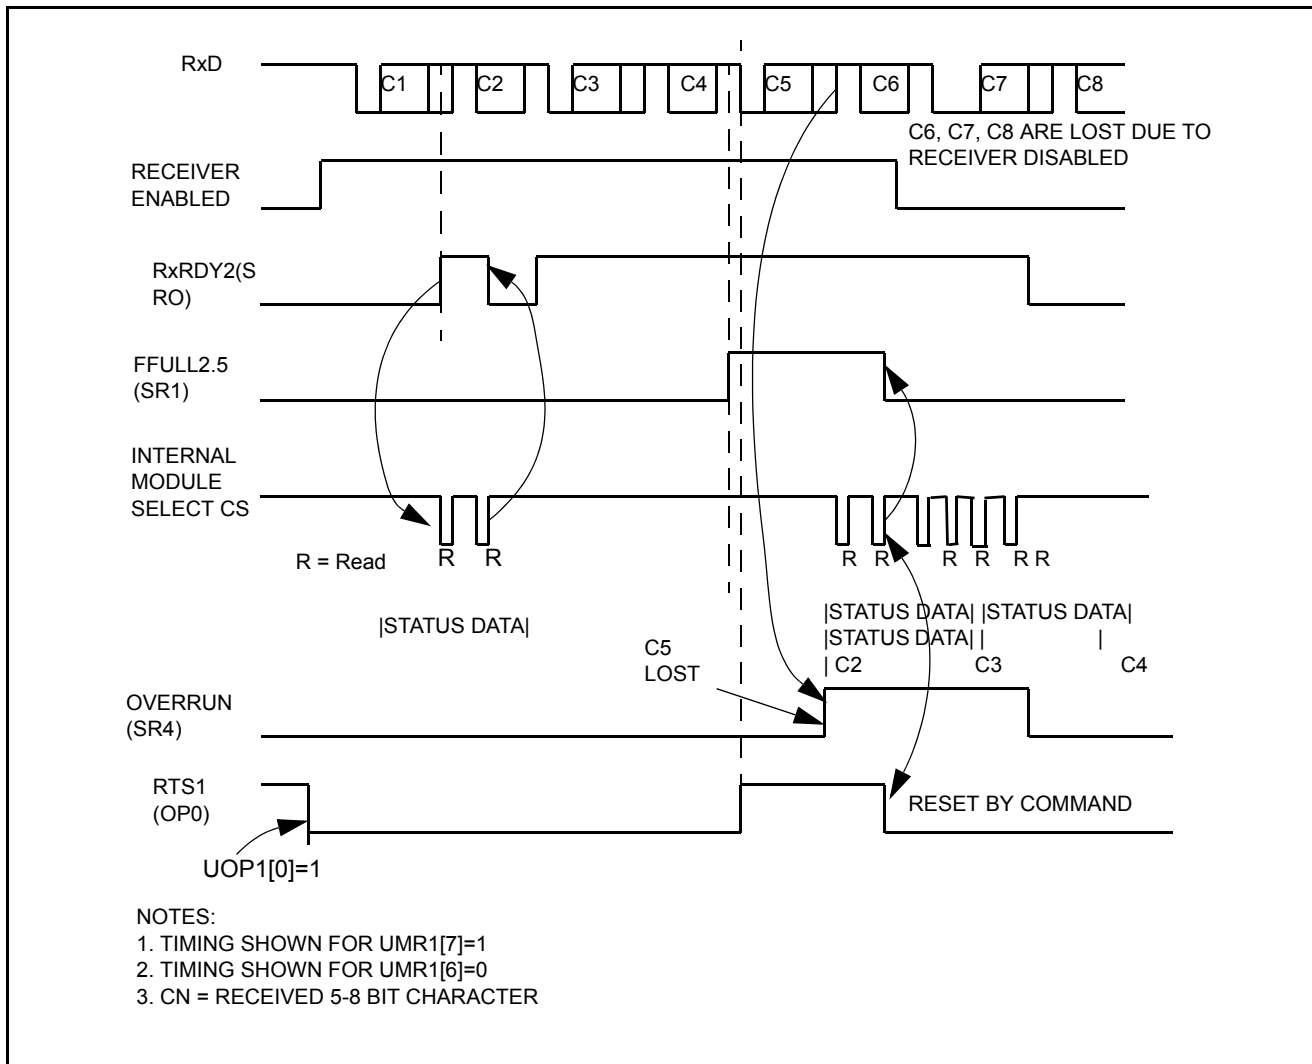 RxD
C1
C2
C3
C4
C5
C6
C7
C8
C6, C7, C8 ARE LOST DUE TO
RECEIVER DISABLED
RECEIVER
ENABLED
RxRDY2(S
RO)
FFULL2.5
(SR1)
INTERNAL
MODULE
SELECT CS
R = Read
R
R
R
R
R
R
R R
|STATUS DATA|
|STATUS DATA| |STATUS DATA|
|STATUS DATA| |
|
| C2
C3
C4
C5
LOST
OVERRUN
(SR4)
RTS1
(OP0)
RESET BY COMMAND
UOP1[0]=1
NOTES:
1. TIMING SHOWN FOR UMR1[7]=1
2. TIMING SHOWN FOR UMR1[6]=0
3. CN = RECEIVED 5-8 BIT CHARACTER